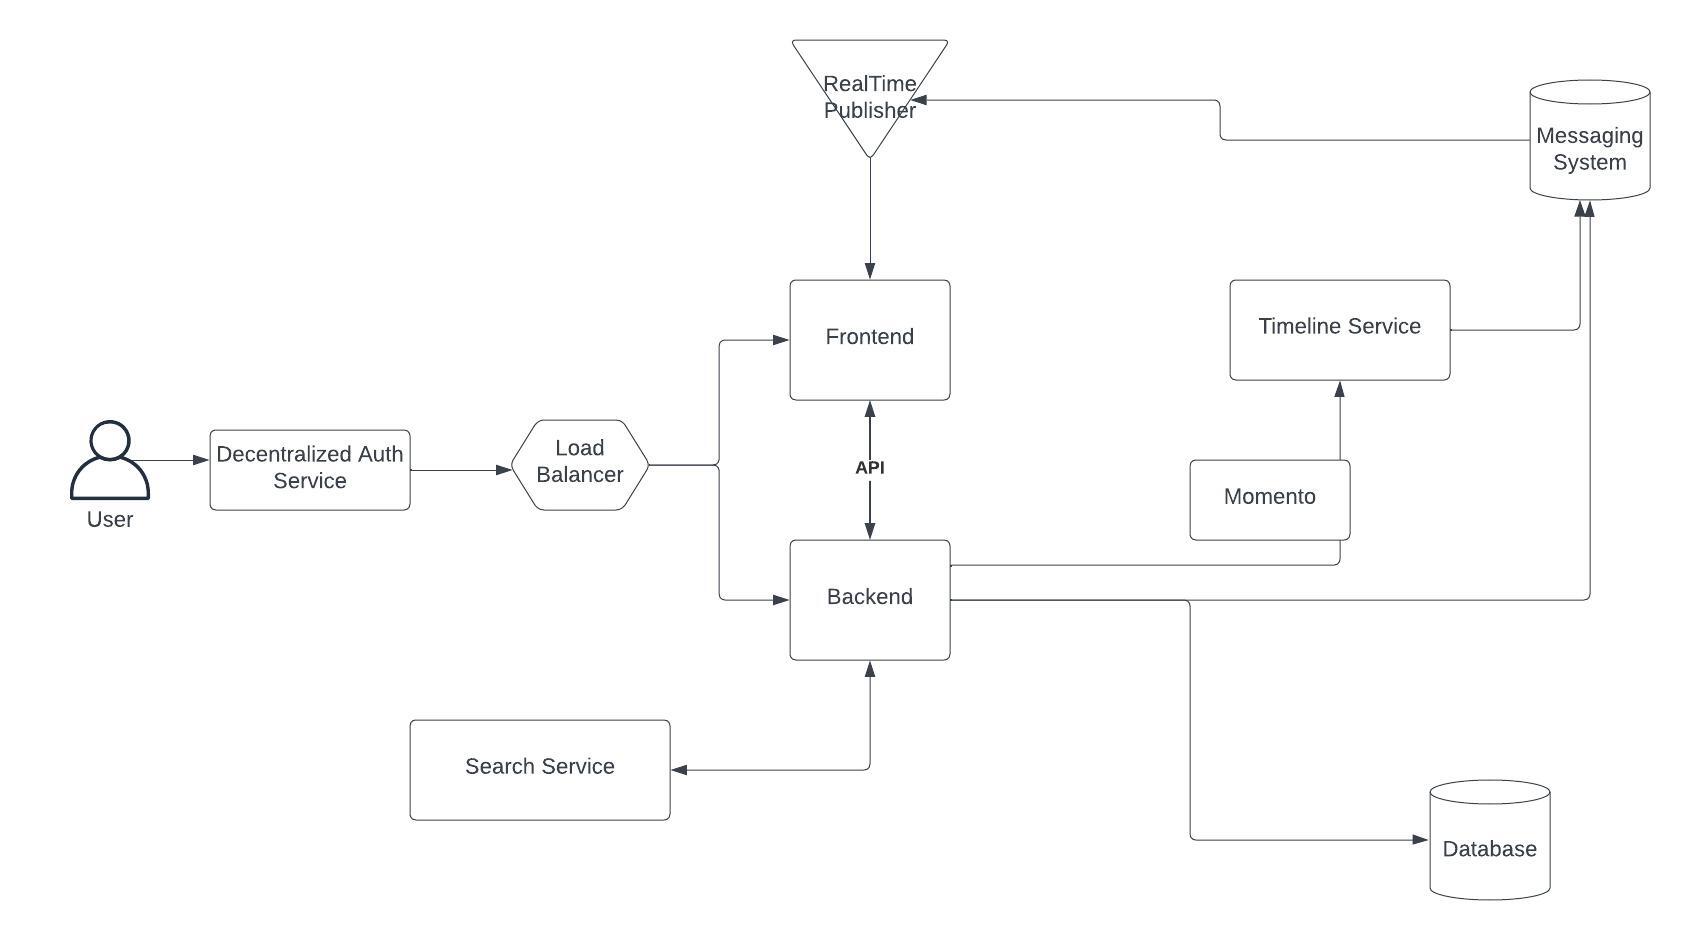 RealTime
Publisher
Messaging
System
Frontend
Timeline Service
Decentralized Auth
Service
Load
Balancer
API
User
Momento
Backend
Search Service
Database